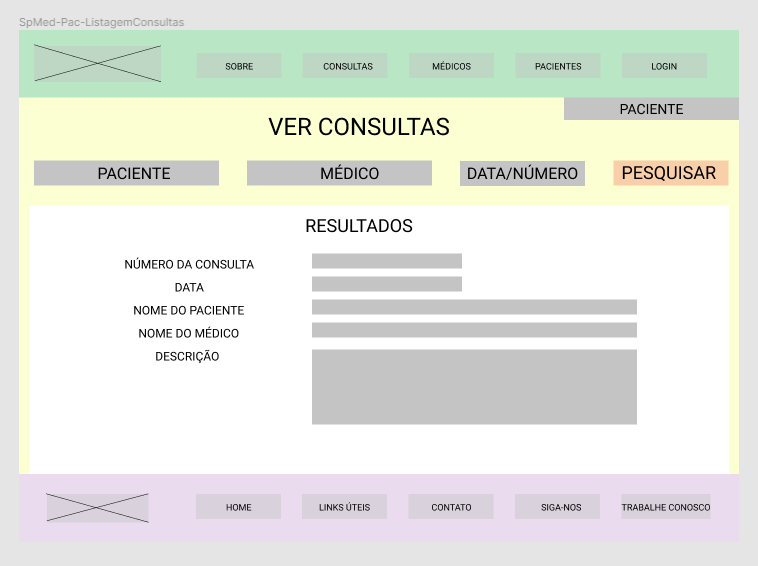 SpMed-Pac-ListagemConsultas
SOBRE
CONSULTAS
MÉDICOS
PACIENTES
LOGIN
PACIENTE
VER CONSULTAS
PACIENTE
MÉDICO
DATA/NÚMERO
PESQUISAR
RESULTADOS
NÚMERO DA CONSULTA
DATA
NOME DO PACIENTE
NOME DO MÉDICO
DESCRIÇÃO
HOME
LINKS ÚTEIS
CONTATO
SIGA-NOS
TRABALHE CONOSCO